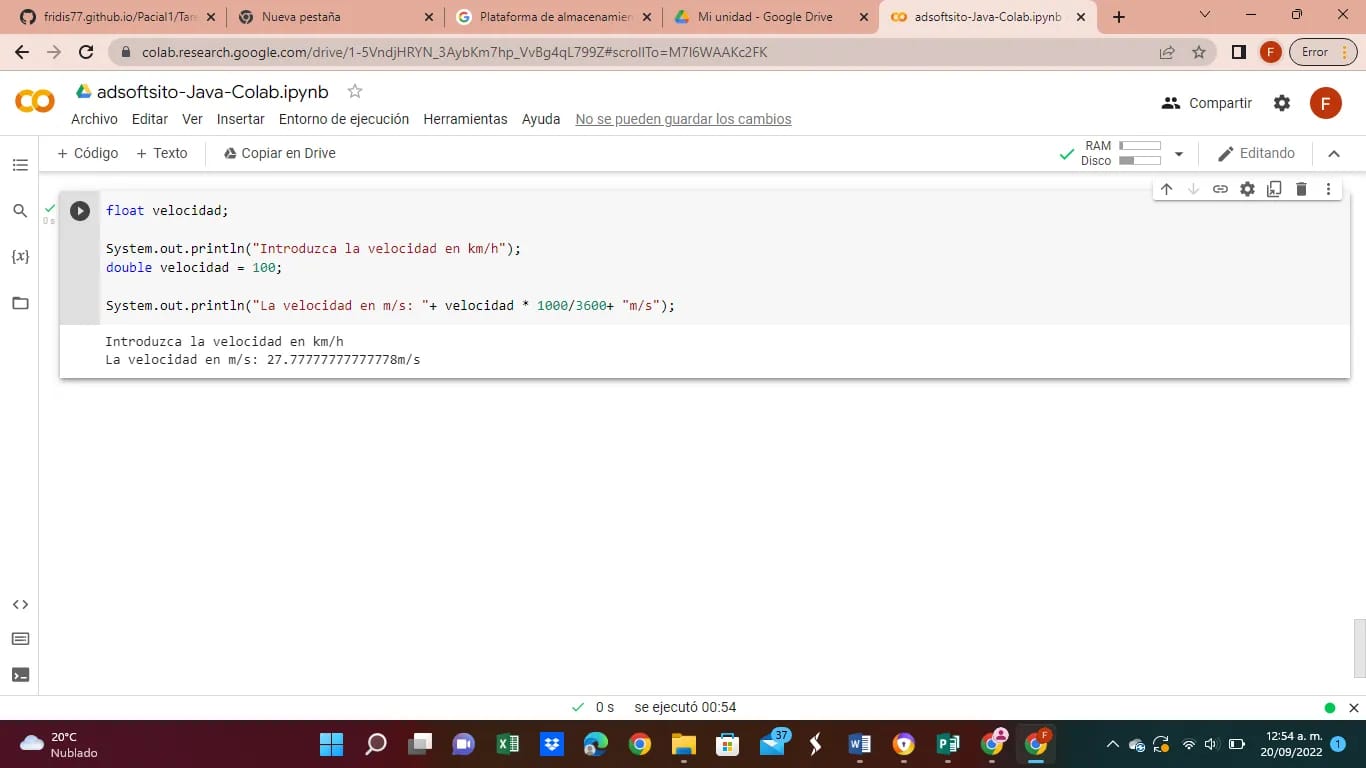 fridis77.github.io/Pacial1/Tare
Nueva pestaña
Plataforma de almacenamien
Mi unidad - Google Drive
adsoftsito-Java-Colab.ipynb
colab.research.google.com/drive/1-5VndjHRYN_3AybKm7hp_VvBg4qL799Z#scrollTo=M7I6WAAKc2FK
F
Error
adsoftsito-Java-Colab.ipynb
Archivo Editar Ver Insertar Entorno de ejecución Herramientas Ayuda No se pueden guardar los cambios
Compartir
F
+ Código + Texto Copiar en Drive
RAM
Disco
Editando
{x}
0 s
float velocidad;
System.out.println("Introduzca la velocidad en km/h");
double velocidad = 100;
System.out.println("La velocidad en m/s: "+ velocidad * 1000/3600+ "m/s");
Introduzca la velocidad en km/h
La velocidad en m/s: 27.77777777777778m/s
0 s se ejecutó 00:54
20°C
Nublado
37
F
12:54 a. m.
20/09/2022
1